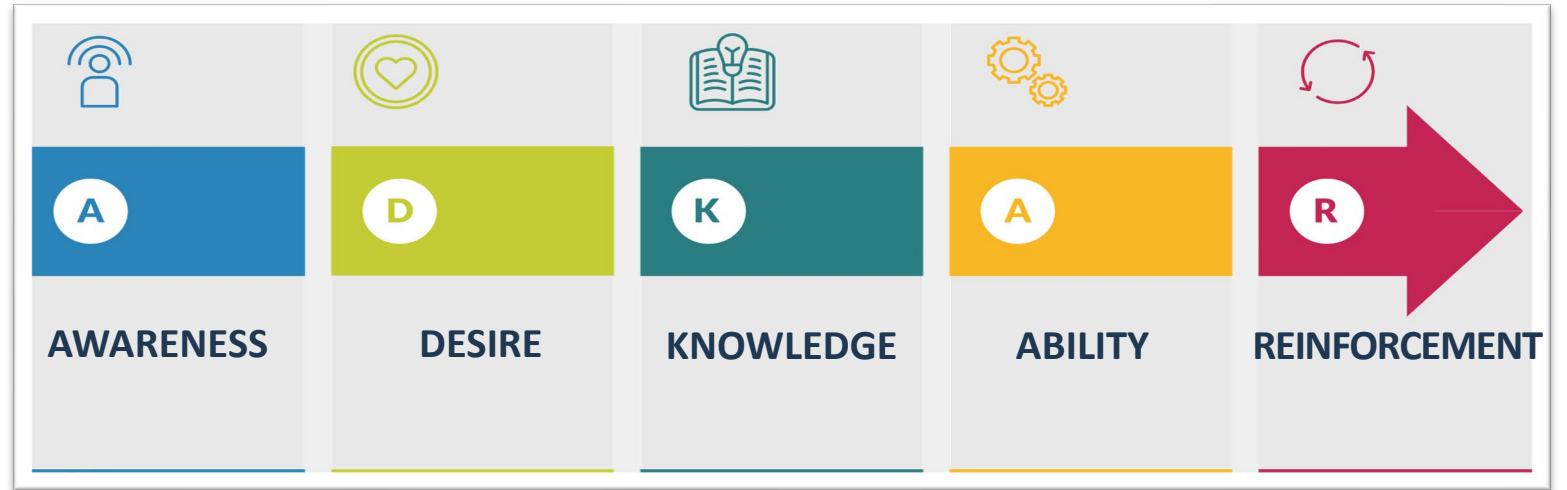 A D K A R
AWARENESS DESIRE KNOWLEDGE ABILITY REINFORCEMENT